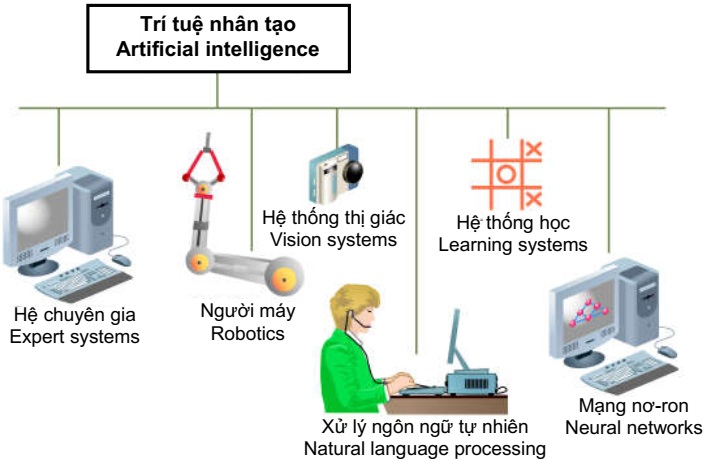 Trí tuệ nhân tạo
Artificial intelligence
Hệ chuyên gia
Expert systems
Người máy
Robotics
Hệ thống thị giác
Vision systems
Xử lý ngôn ngữ tự nhiên
Natural language processing
Hệ thống học
Learning systems
Mạng nơ-ron
Neural networks